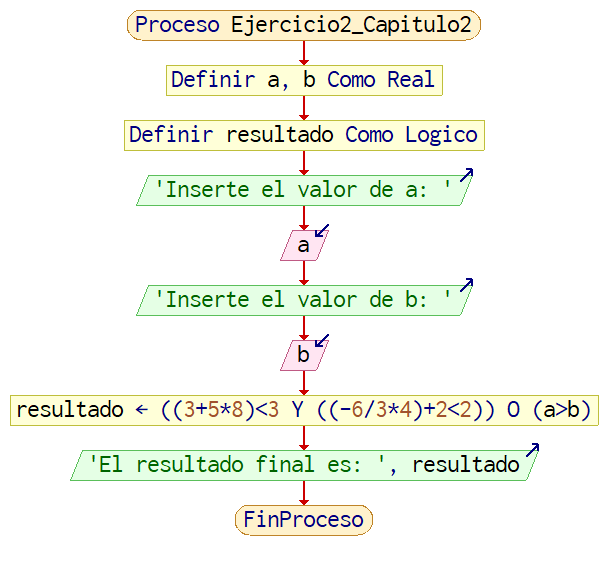 Proceso Ejercicio2_Capitulo2
Definir a, b Como Real
Definir resultado Como Logico
'Inserte el valor de a: '
a
'Inserte el valor de b: '
b
resultado ← ((3+5*8)<3 Y ((-6/3*4)+2<2)) O (a>b)
'El resultado final es: ', resultado
FinProceso